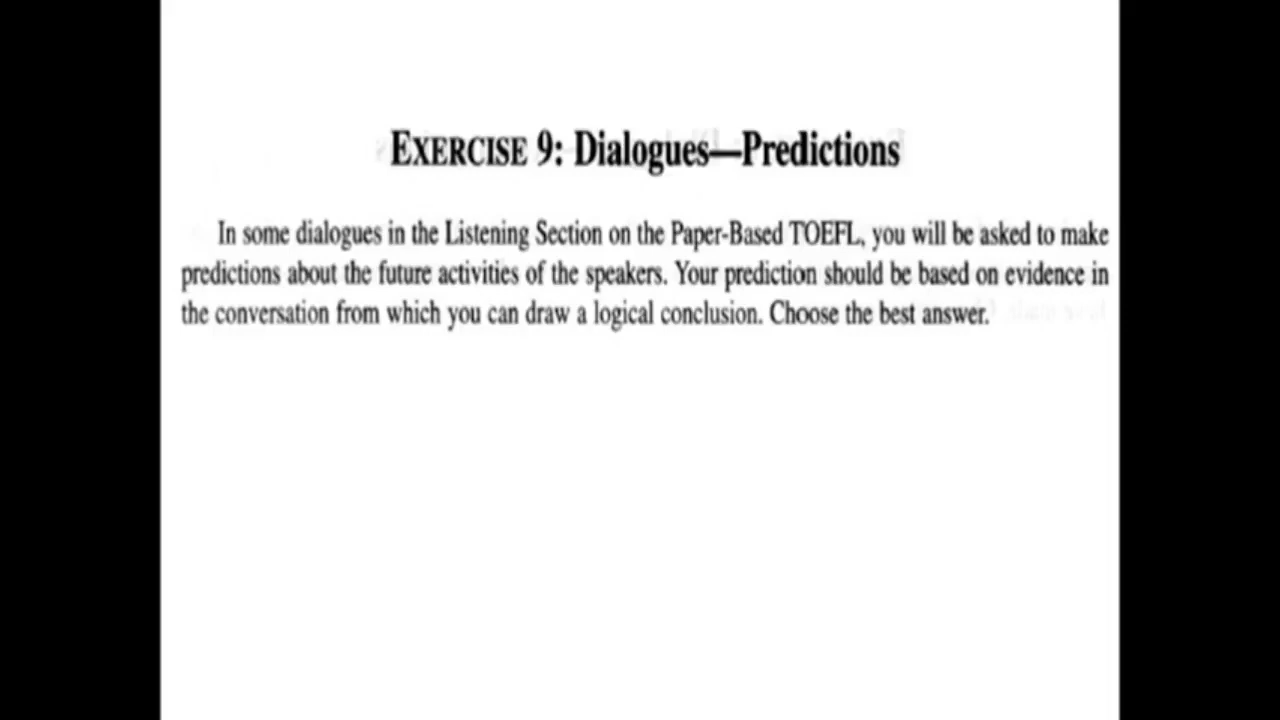 EXERCISE 9: Dialogues—Predictions
In some dialogues in the Listening Section on the Paper-Based TOEFL, you will be asked to make
predictions about the future activities of the speakers. Your prediction should be based on evidence in
the conversation from which you can draw a logical conclusion. Choose the best answer.